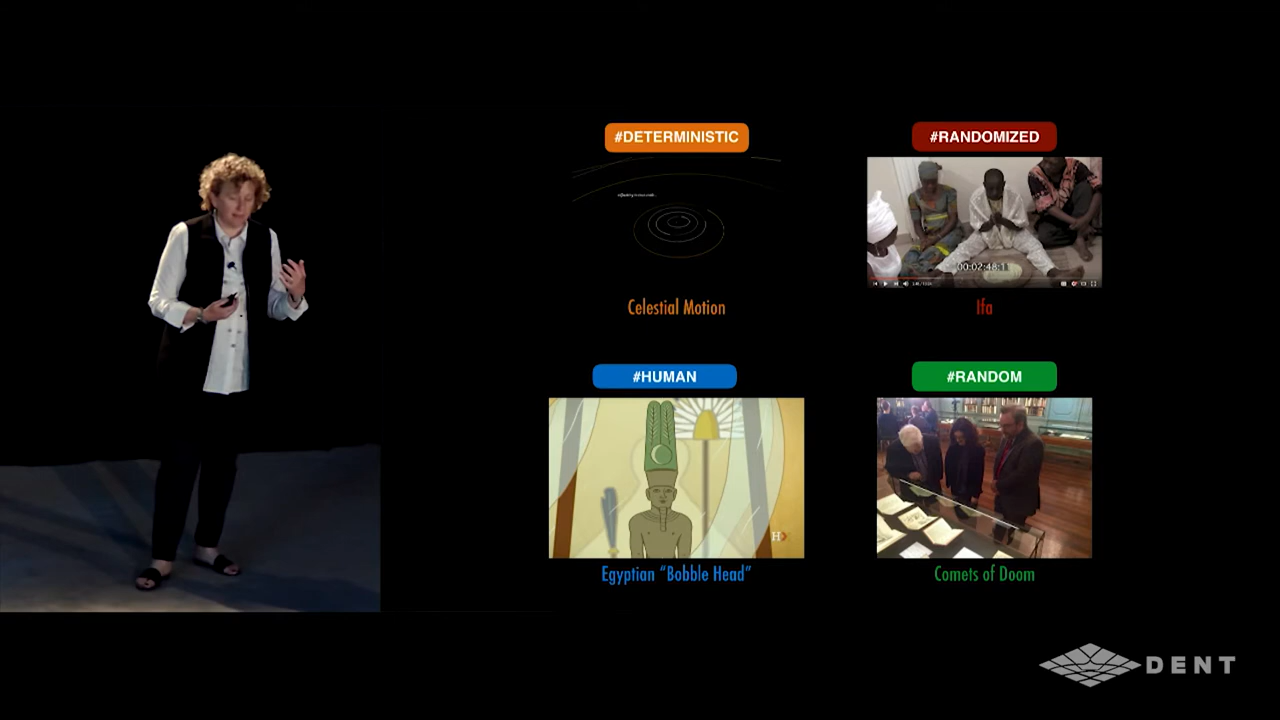 #DETERMINISTIC
#RANDOMIZED
00:02:48:1
Celestial Motion
Ifa
#HUMAN
#RANDOM
H
Egyptian “Bobble Head”
Comets of Doom
DENT